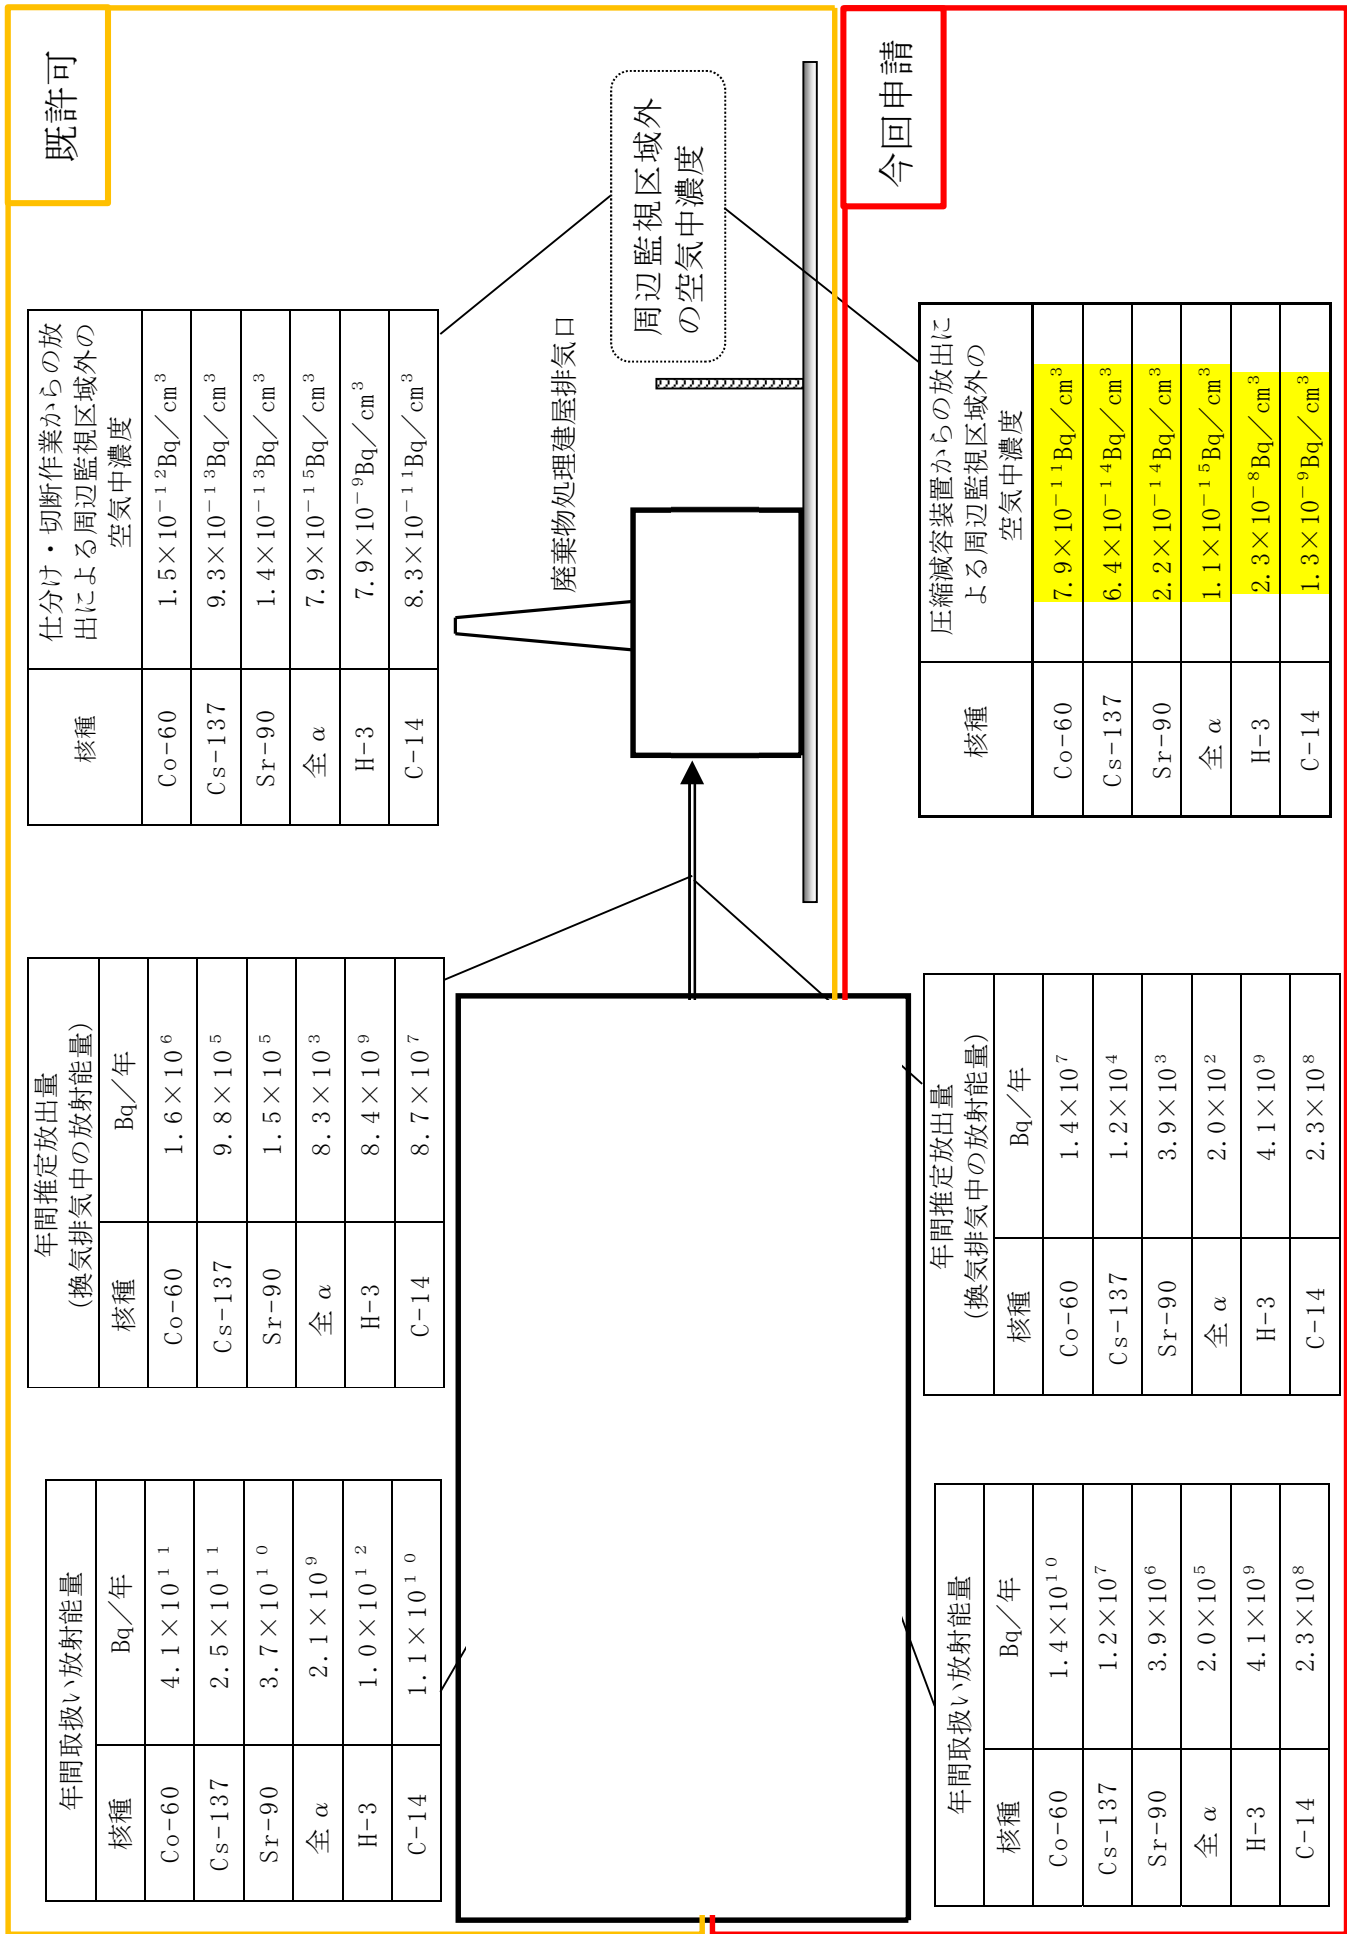 既許可
年間取扱い放射能量
核種 Bq／年
Co-60 4.1×10¹¹
Cs-137 2.5×10¹¹
Sr-90 3.7×10¹⁰
全α 2.1×10⁹
H-3 1.0×10¹²
C-14 1.1×10¹⁰
年間推定放出量
(換気排気中の放射能量)
核種 Bq／年
Co-60 1.6×10⁶
Cs-137 9.8×10⁵
Sr-90 1.5×10⁵
全α 8.3×10³
H-3 8.4×10⁹
C-14 8.7×10⁷
核種 仕分け・切断作業からの放
出による周辺監視区域外の
空気中濃度
Co-60 1.5×10⁻¹²Bq／cm³
Cs-137 9.3×10⁻¹³Bq／cm³
Sr-90 1.4×10⁻¹³Bq／cm³
全α 7.9×10⁻¹⁵Bq／cm³
H-3 7.9×10⁻⁹Bq／cm³
C-14 8.3×10⁻¹¹Bq／cm³
廃棄物処理建屋排気口
周辺監視区域外
の空気中濃度
今回申請
年間取扱い放射能量
核種 Bq／年
Co-60 1.4×10¹⁰
Cs-137 1.2×10⁷
Sr-90 3.9×10⁶
全α 2.0×10⁵
H-3 4.1×10⁹
C-14 2.3×10⁸
年間推定放出量
(換気排気中の放射能量)
核種 Bq／年
Co-60 1.4×10⁷
Cs-137 1.2×10⁴
Sr-90 3.9×10³
全α 2.0×10²
H-3 4.1×10⁹
C-14 2.3×10⁸
核種 圧縮減容装置からの放出に
よる周辺監視区域外の
空気中濃度
Co-60 7.9×10⁻¹¹Bq／cm³
Cs-137 6.4×10⁻¹⁴Bq／cm³
Sr-90 2.2×10⁻¹⁴Bq／cm³
全α 1.1×10⁻¹⁵Bq／cm³
H-3 2.3×10⁻⁸Bq／cm³
C-14 1.3×10⁻⁹Bq／cm³